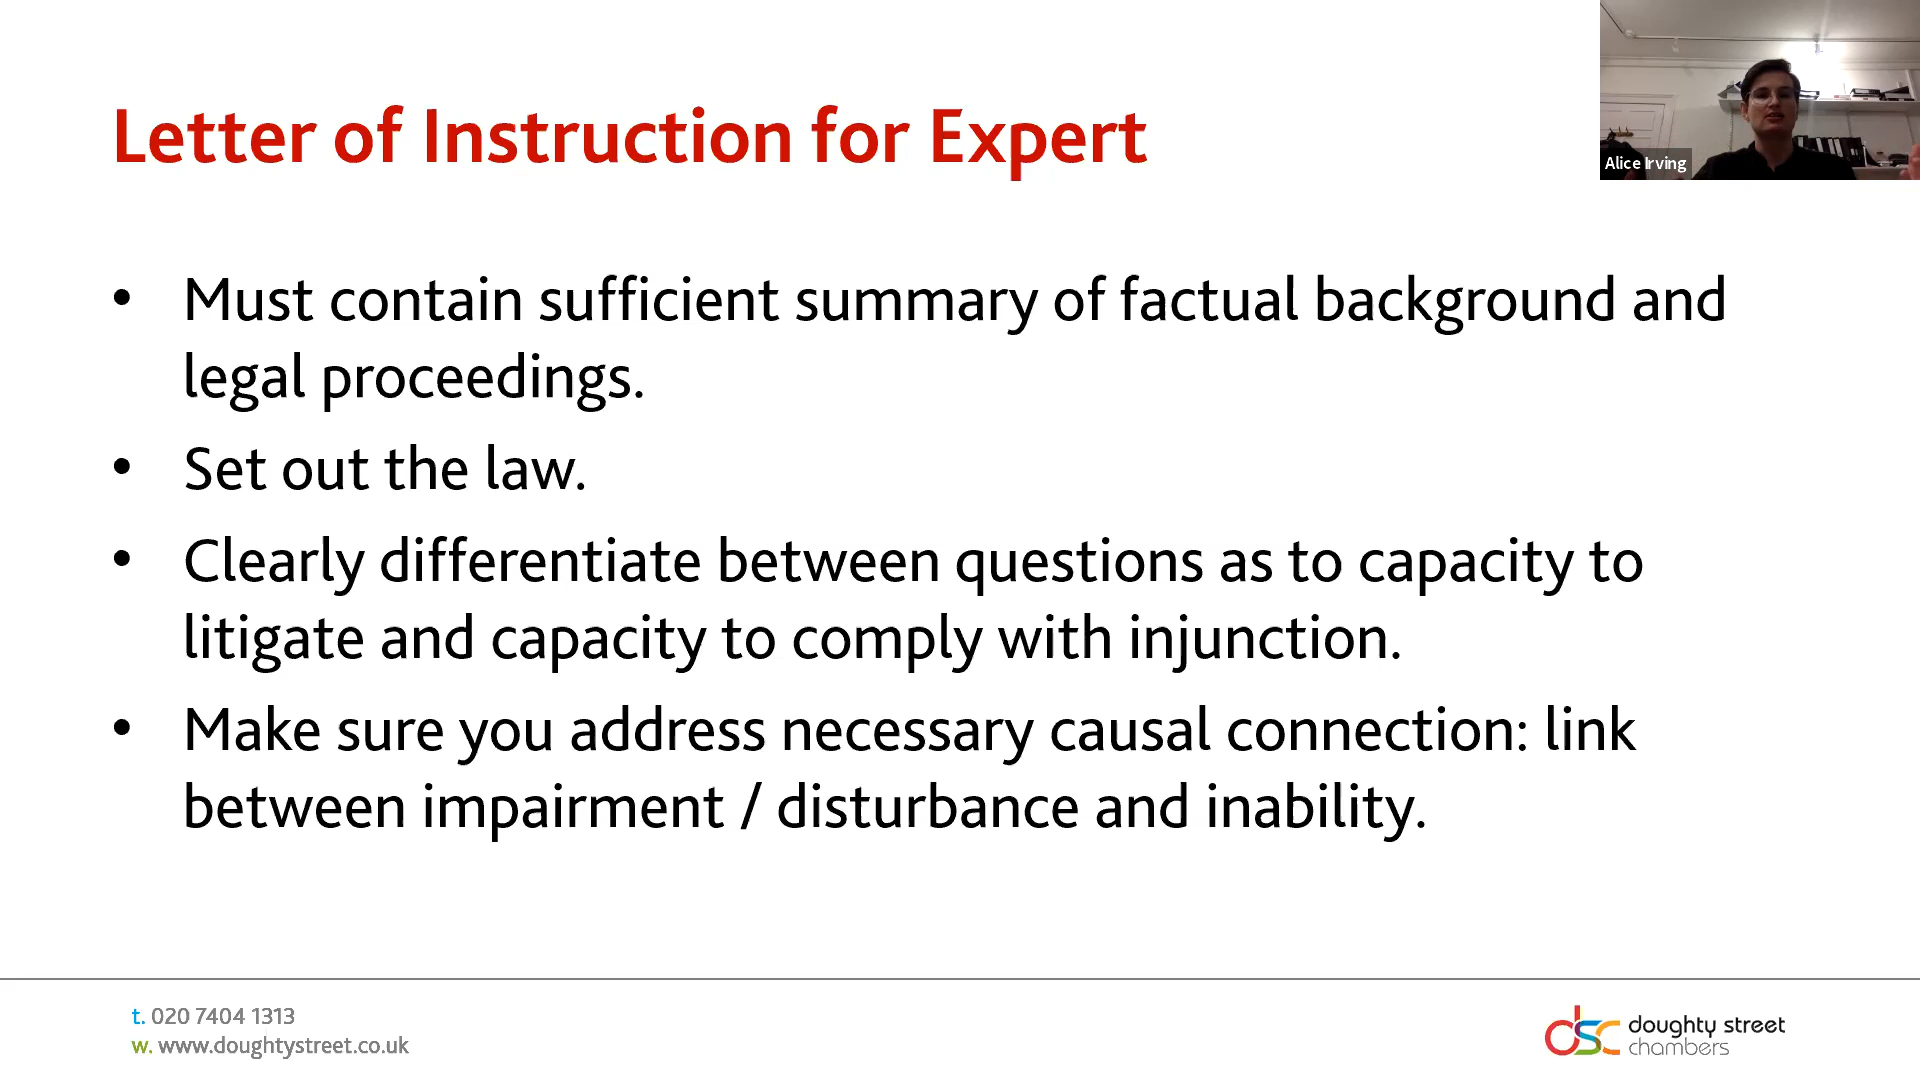 Letter of Instruction for Expert
Alice Irving
• Must contain sufficient summary of factual background and
legal proceedings.
• Set out the law.
• Clearly differentiate between questions as to capacity to
litigate and capacity to comply with injunction.
• Make sure you address necessary causal connection: link
between impairment / disturbance and inability.
t. 020 7404 1313
w. www.doughtystreet.co.uk
dsc doughty street
chambers